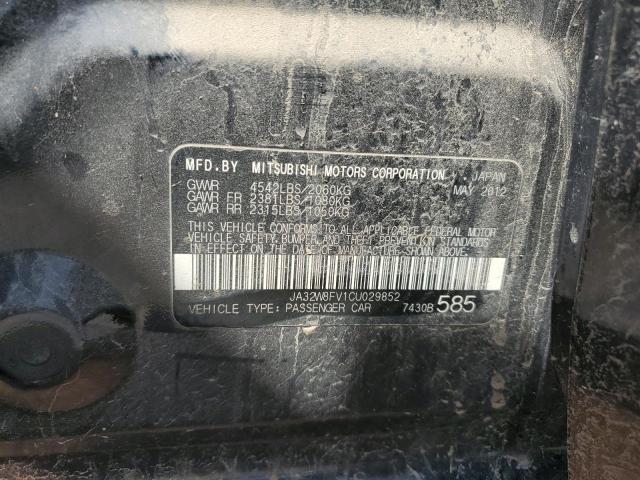 MFD.BY MITSUBISHI MOTORS CORPORATION . JAPAN
GVWR 4542LBS/2060KG MAY 2012
GAWR FR 2381LBS/1080KG
GAWR RR 2315LBS/1050KG
THIS VEHICLE CONFORMS TO ALL APPLICABLE FEDERAL MOTOR
VEHICLE SAFETY, BUMPER, AND THEFT PREVENTION STANDARDS
IN EFFECT ON THE DATE OF MANUFACTURE SHOWN ABOVE.
JA32W8FV1CU029852
VEHICLE TYPE: PASSENGER CAR 7430B 585